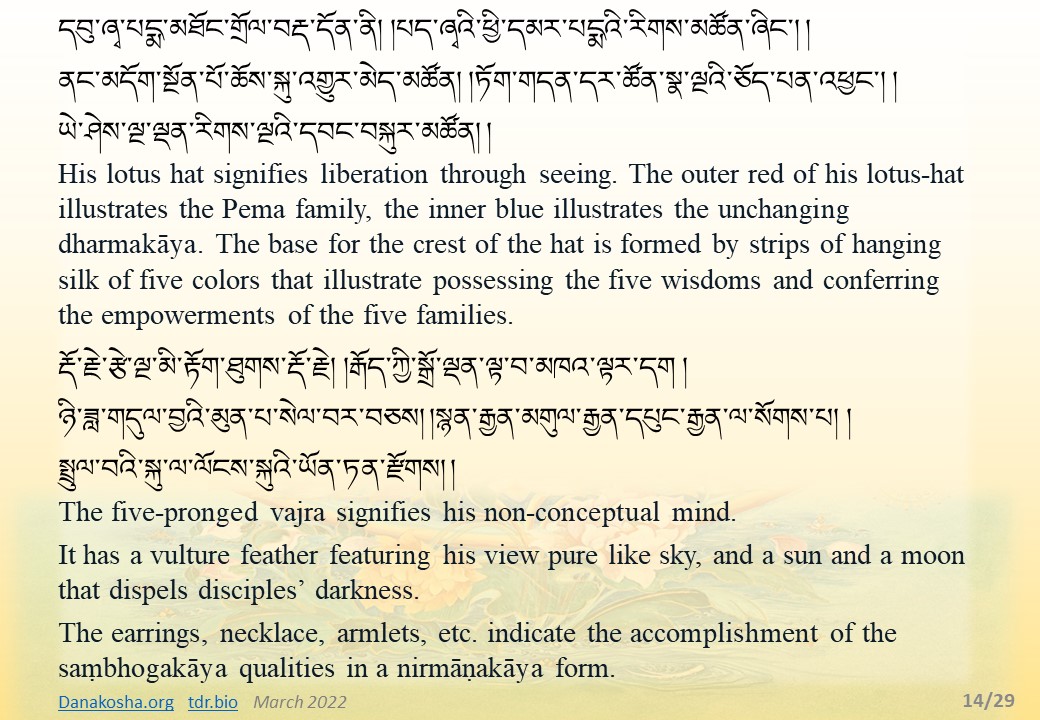 དབུ་ཞྭ་པདྨ་མཐོང་གྲོལ་བརྡ་དོན་ནི། །པད་ཞྭའི་ཕྱི་དམར་པདྨའི་རིགས་མཚོན་ཞིང་། །
ནང་མདོག་སྔོན་པོ་ཆོས་སྐུ་འགྱུར་མེད་མཚོན། །ཏོག་གདན་དར་ཚོན་སྣ་ལྔའི་ཅོད་པན་འཕྱང་། །
ཡེ་ཤེས་ལྔ་ལྡན་རིགས་ལྔའི་དབང་བསྐུར་མཚོན། །
His lotus hat signifies liberation through seeing. The outer red of his lotus-hat
illustrates the Pema family, the inner blue illustrates the unchanging
dharmakāya. The base for the crest of the hat is formed by strips of hanging
silk of five colors that illustrate possessing the five wisdoms and conferring
the empowerments of the five families.
རྡོ་རྗེ་རྩེ་ལྔ་མི་རྟོག་ཐུགས་རྡོ་རྗེ། །རྒོད་ཀྱི་སྒྲོ་ལྡན་ལྟ་བ་མཁའ་ལྟར་དག །
ཉི་ཟླ་གདུལ་བྱའི་མུན་པ་སེལ་བར་བཅས། །སྙན་རྒྱན་མགུལ་རྒྱན་དཔུང་རྒྱན་ལ་སོགས་པ། །
སྤྲུལ་བའི་སྐུ་ལ་ལོངས་སྐུའི་ཡོན་ཏན་རྫོགས། །
The five-pronged vajra signifies his non-conceptual mind.
It has a vulture feather featuring his view pure like sky, and a sun and a moon
that dispels disciples’ darkness.
The earrings, necklace, armlets, etc. indicate the accomplishment of the
saṃbhogakāya qualities in a nirmāṇakāya form.
Danakosha.org tdr.bio March 2022 14/29